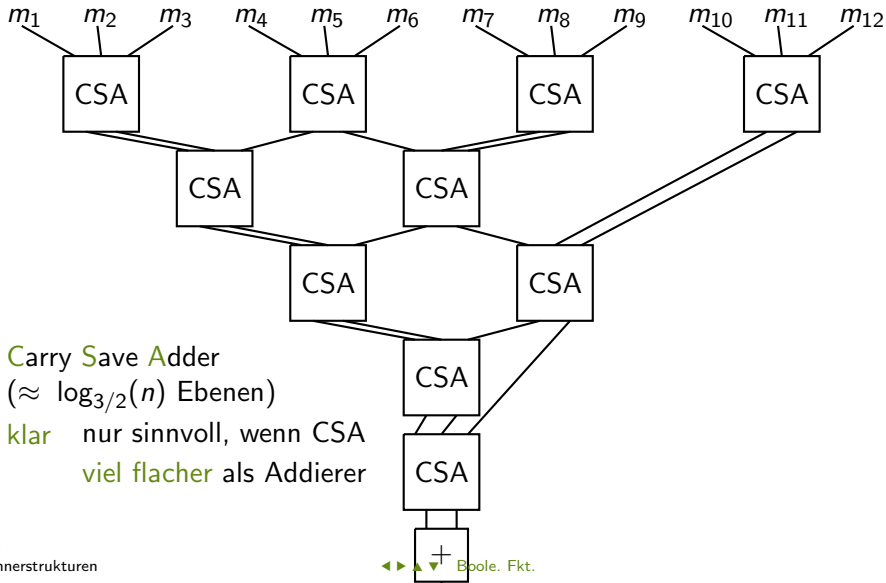 m1 m2 m3 m4 m5 m6 m7 m8 m9 m10 m11 m12
CSA CSA CSA CSA
CSA CSA
CSA CSA
CSA
Carry Save Adder
(≈ log3/2(n) Ebenen)
klar nur sinnvoll, wenn CSA
viel flacher als Addierer
CSA
+
nnerstrukturen
Boole. Fkt.